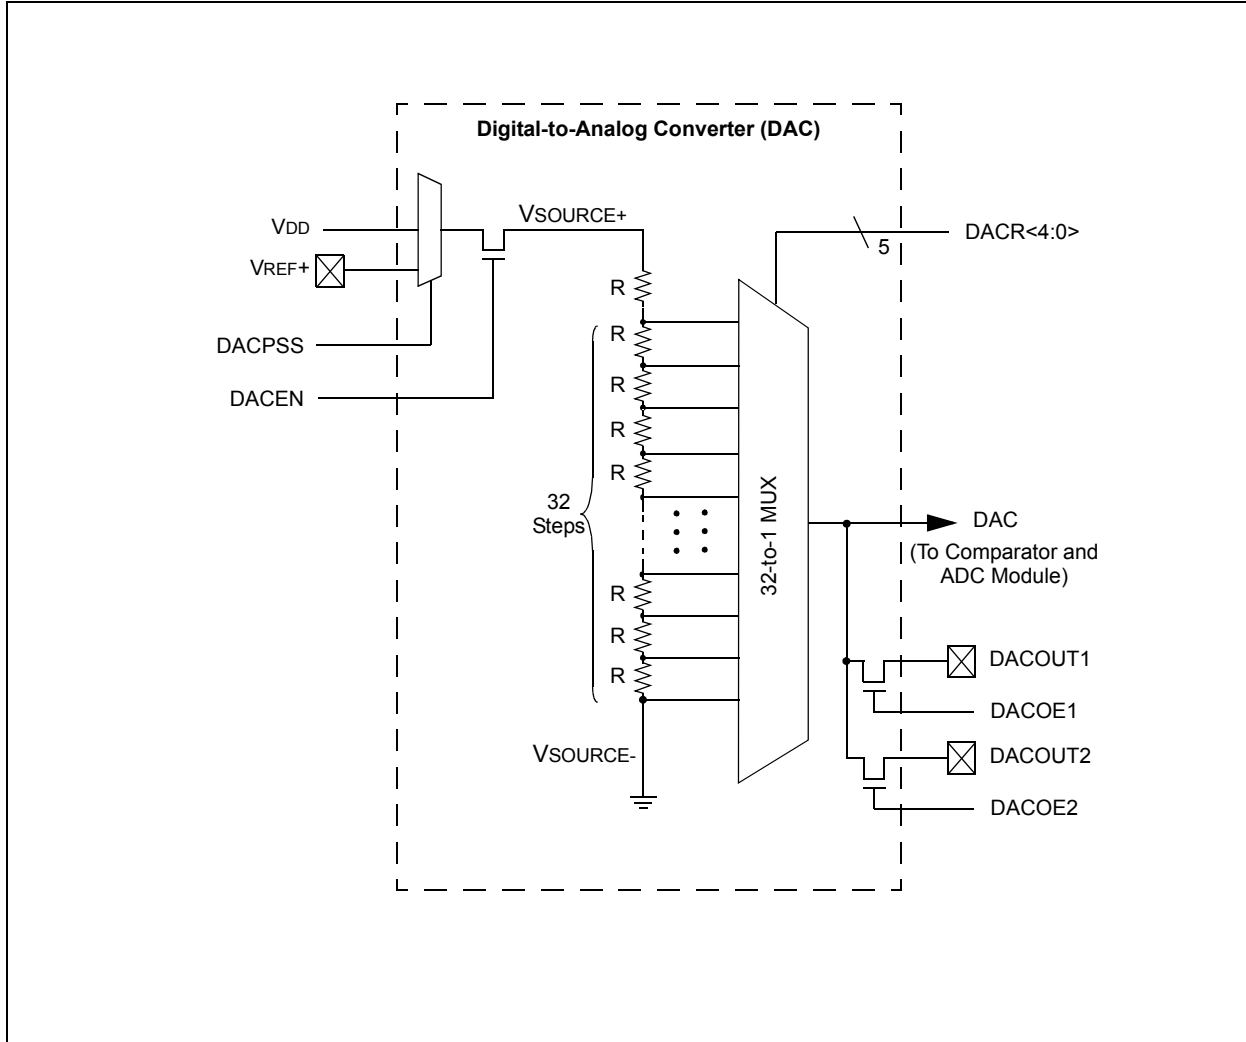 Digital-to-Analog Converter (DAC)
VDD
VSOURCE+
5
DACR<4:0>
VREF+
R
DACPSS
R
DACEN
R
R
R
32
Steps
32-to-1 MUX
DAC
(To Comparator and
ADC Module)
R
R
R
DACOUT1
DACOE1
VSOURCE-
DACOUT2
DACOE2